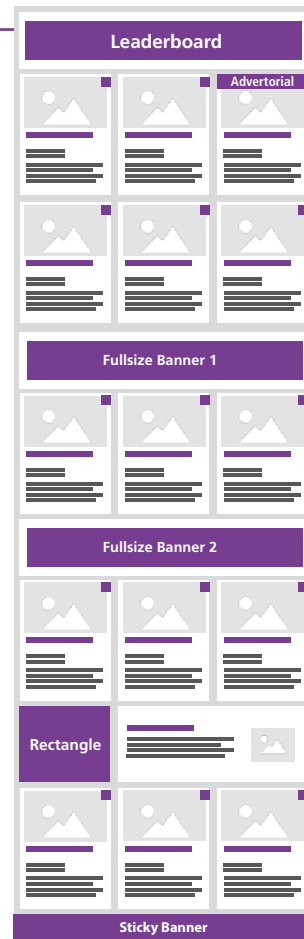 Leaderboard
Advertorial
Fullsize Banner 1
Fullsize Banner 2
Rectangle
Sticky Banner